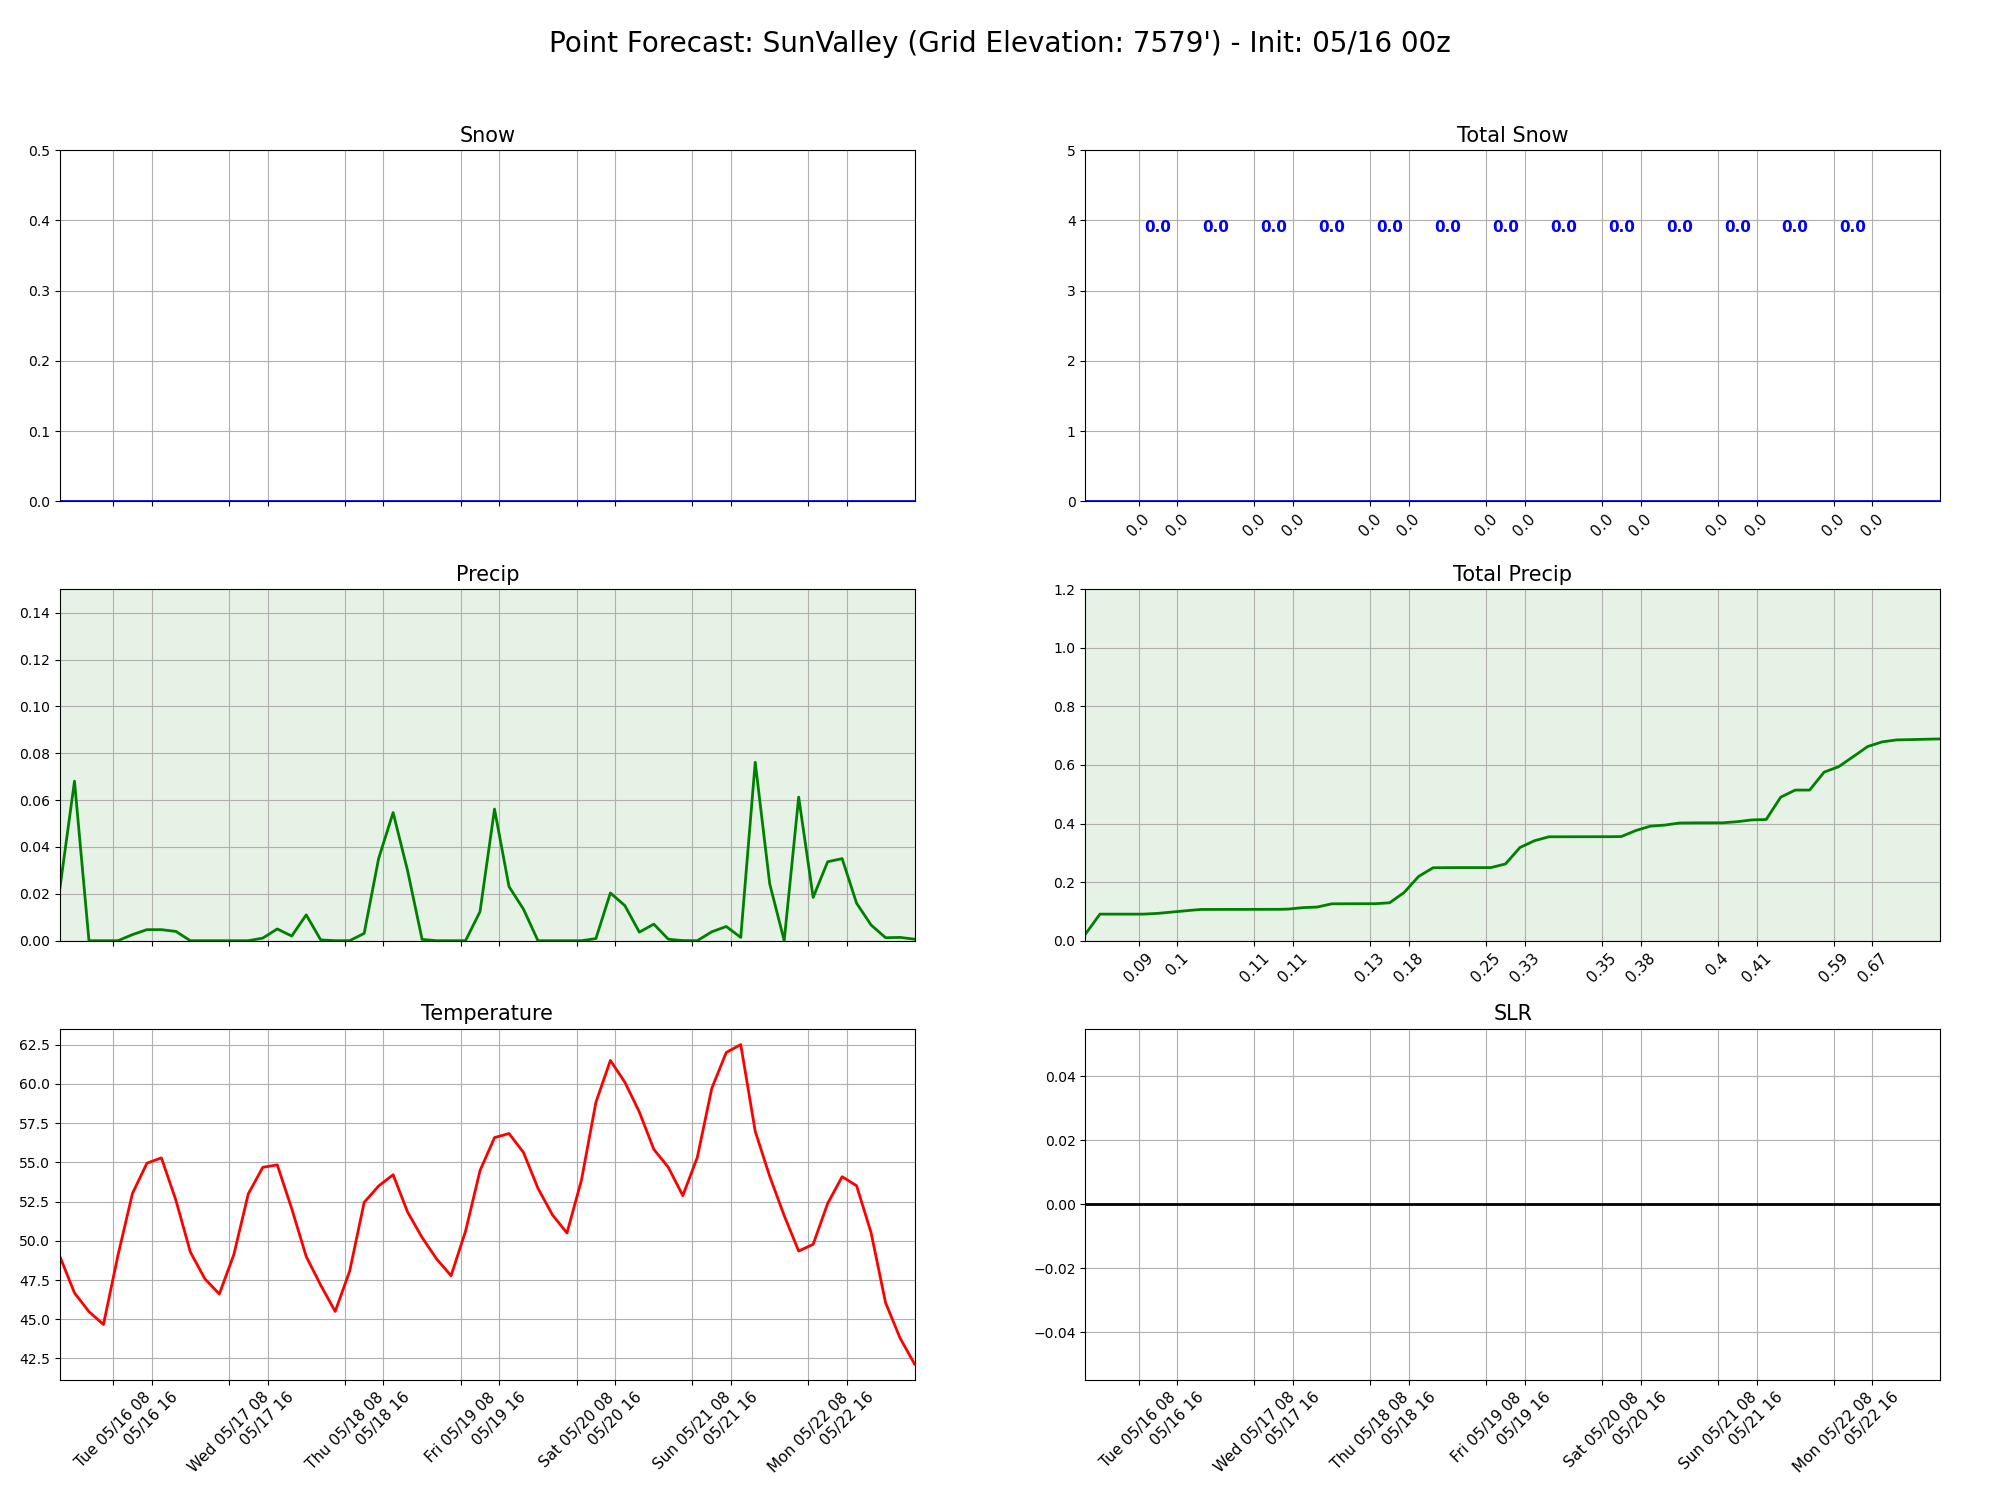 Point Forecast: SunValley (Grid Elevation: 7579') - Init: 05/16 00z
Snow
0.5
0.4
0.3
0.2
0.1
0.0
Total Snow
5
4
3
2
1
0
0.0 0.0 0.0 0.0 0.0 0.0 0.0 0.0 0.0 0.0 0.0 0.0 0.0
0.0 0.0 0.0 0.0 0.0 0.0 0.0 0.0 0.0 0.0 0.0 0.0 0.0 0.0
Precip
0.14
0.12
0.10
0.08
0.06
0.04
0.02
0.00
Total Precip
1.2
1.0
0.8
0.6
0.4
0.2
0.0
0.09 0.1 0.11 0.11 0.13 0.18 0.25 0.33 0.35 0.38 0.4 0.41 0.59 0.67
Temperature
62.5
60.0
57.5
55.0
52.5
50.0
47.5
45.0
42.5
Tue 05/16 08
05/16 16
Wed 05/17 08
05/17 16
Thu 05/18 08
05/18 16
Fri 05/19 08
05/19 16
Sat 05/20 08
05/20 16
Sun 05/21 08
05/21 16
Mon 05/22 08
05/22 16
SLR
0.04
0.02
0.00
−0.02
−0.04
Tue 05/16 08
05/16 16
Wed 05/17 08
05/17 16
Thu 05/18 08
05/18 16
Fri 05/19 08
05/19 16
Sat 05/20 08
05/20 16
Sun 05/21 08
05/21 16
Mon 05/22 08
05/22 16